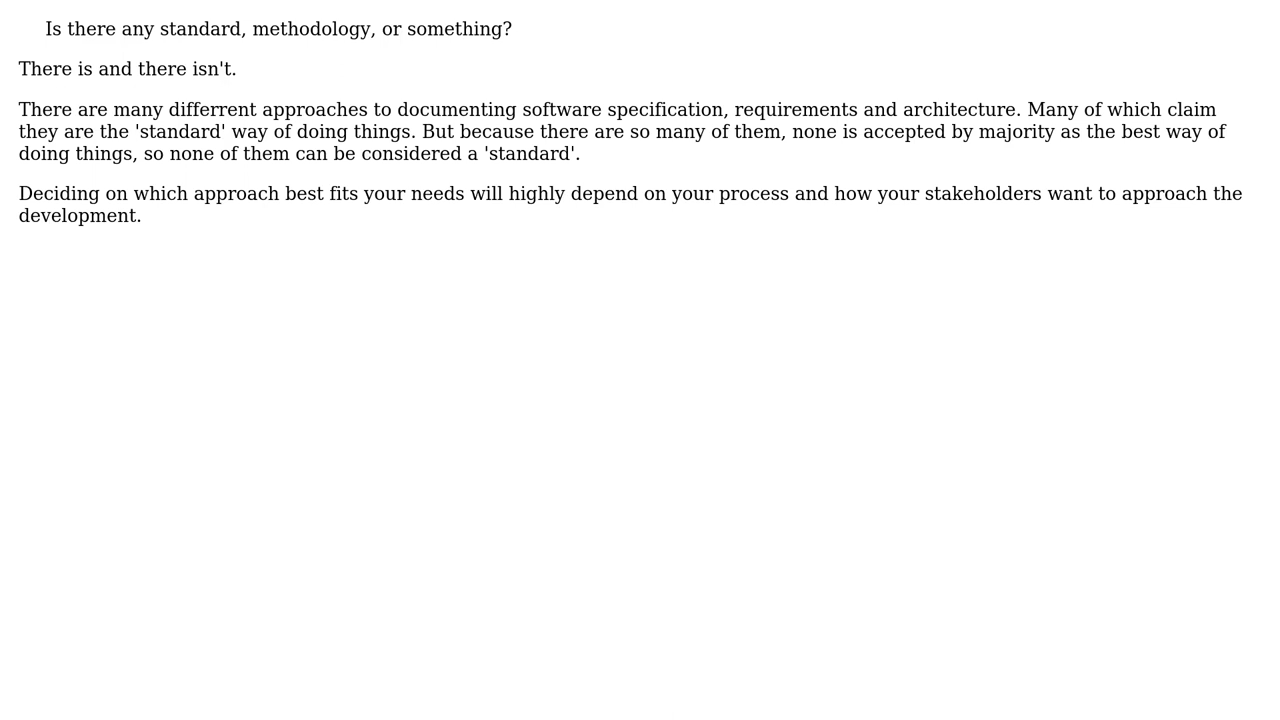 Is there any standard, methodology, or something?
There is and there isn't.
There are many differrent approaches to documenting software specification, requirements and architecture. Many of which claim
they are the 'standard' way of doing things. But because there are so many of them, none is accepted by majority as the best way of
doing things, so none of them can be considered a 'standard'.
Deciding on which approach best fits your needs will highly depend on your process and how your stakeholders want to approach the
development.